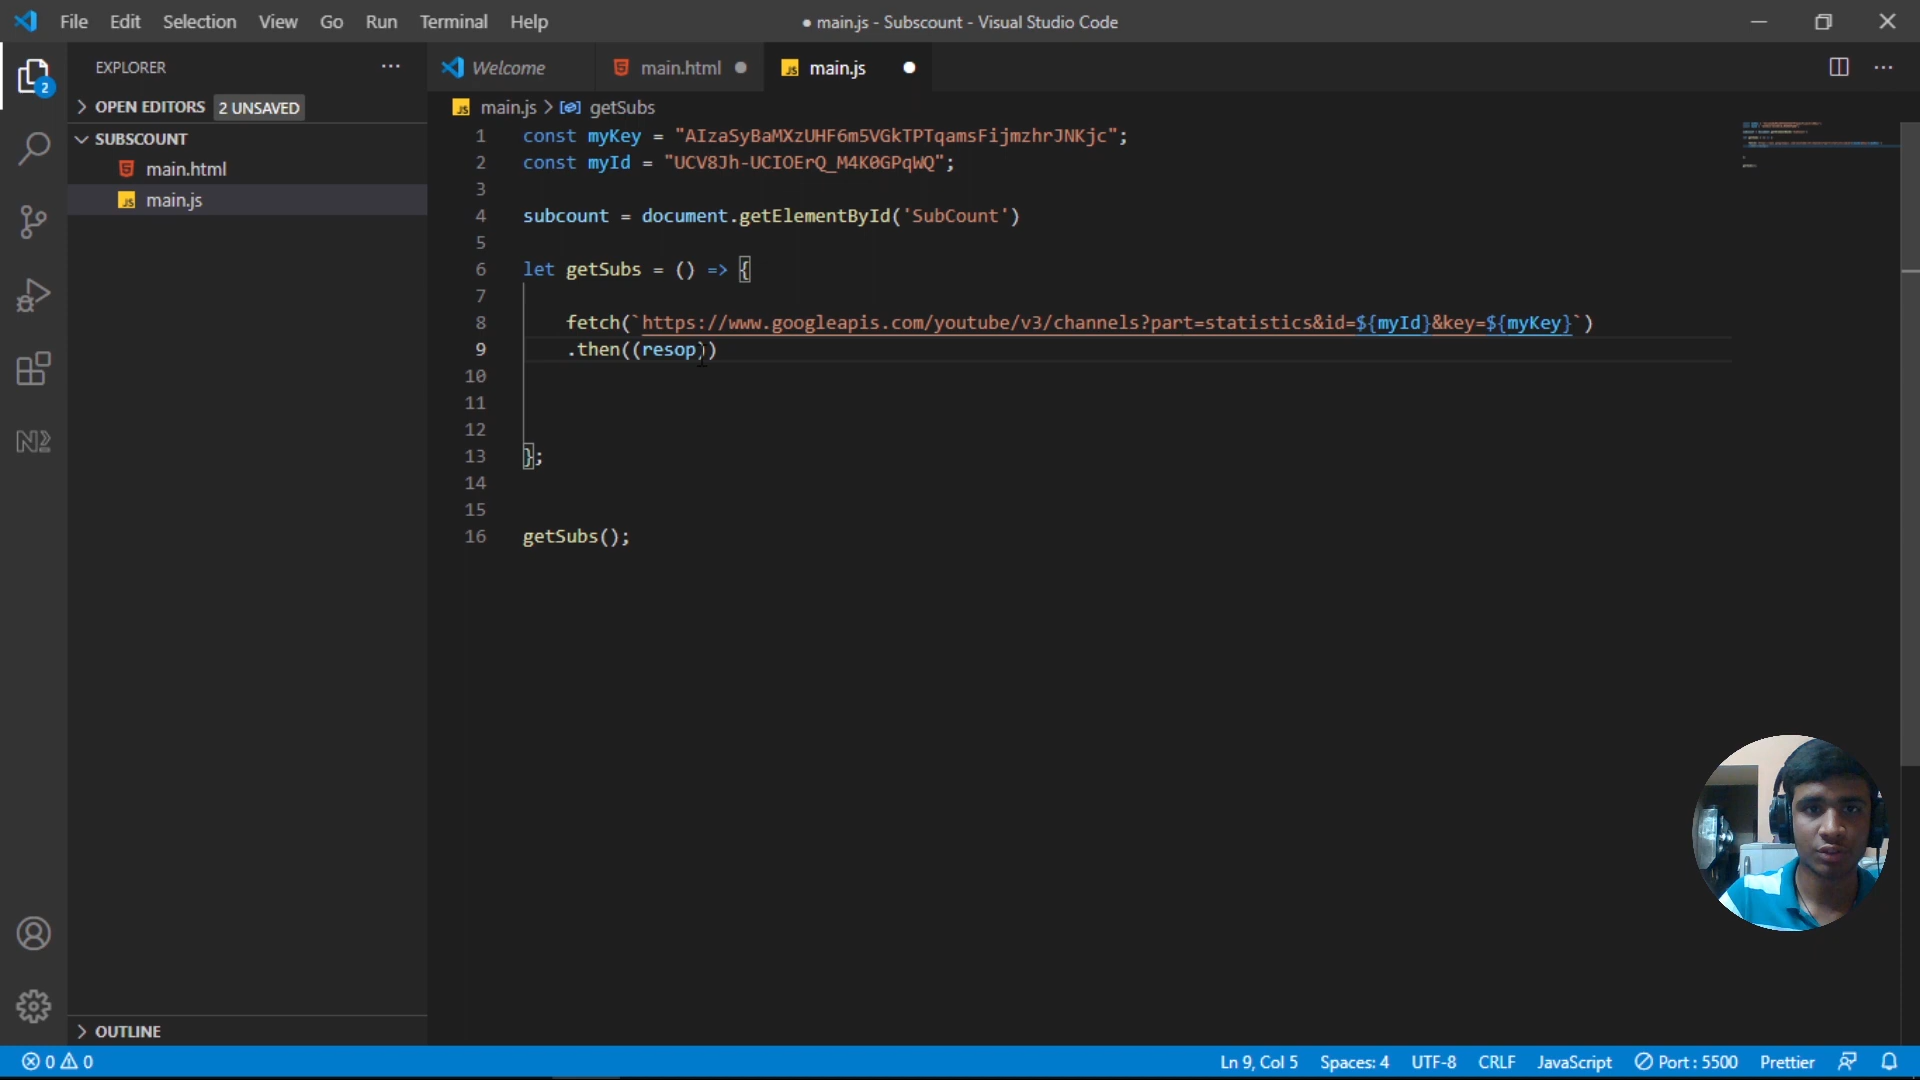 File Edit Selection View Go Run Terminal Help
● main.js - Subscount - Visual Studio Code
EXPLORER
OPEN EDITORS 2 UNSAVED
SUBSCOUNT
main.html
main.js
2
Welcome main.html main.js
main.js > getSubs
1 const myKey = "AIzaSyBaMXzUHF6m5VGkTPTqamsFijmzhrJNKjc";
2 const myId = "UCV8Jh-UCIOErQ_M4K0GPqWQ";
3
4 subcount = document.getElementById('SubCount')
5
6 let getSubs = () => {
7
8 fetch(`https://www.googleapis.com/youtube/v3/channels?part=statistics&id=${myId}&key=${myKey}`)
9 .then((resop))
10
11
12
13 };
14
15
16 getSubs();
OUTLINE
0 0 Ln 9, Col 5 Spaces: 4 UTF-8 CRLF JavaScript Port : 5500 Prettier